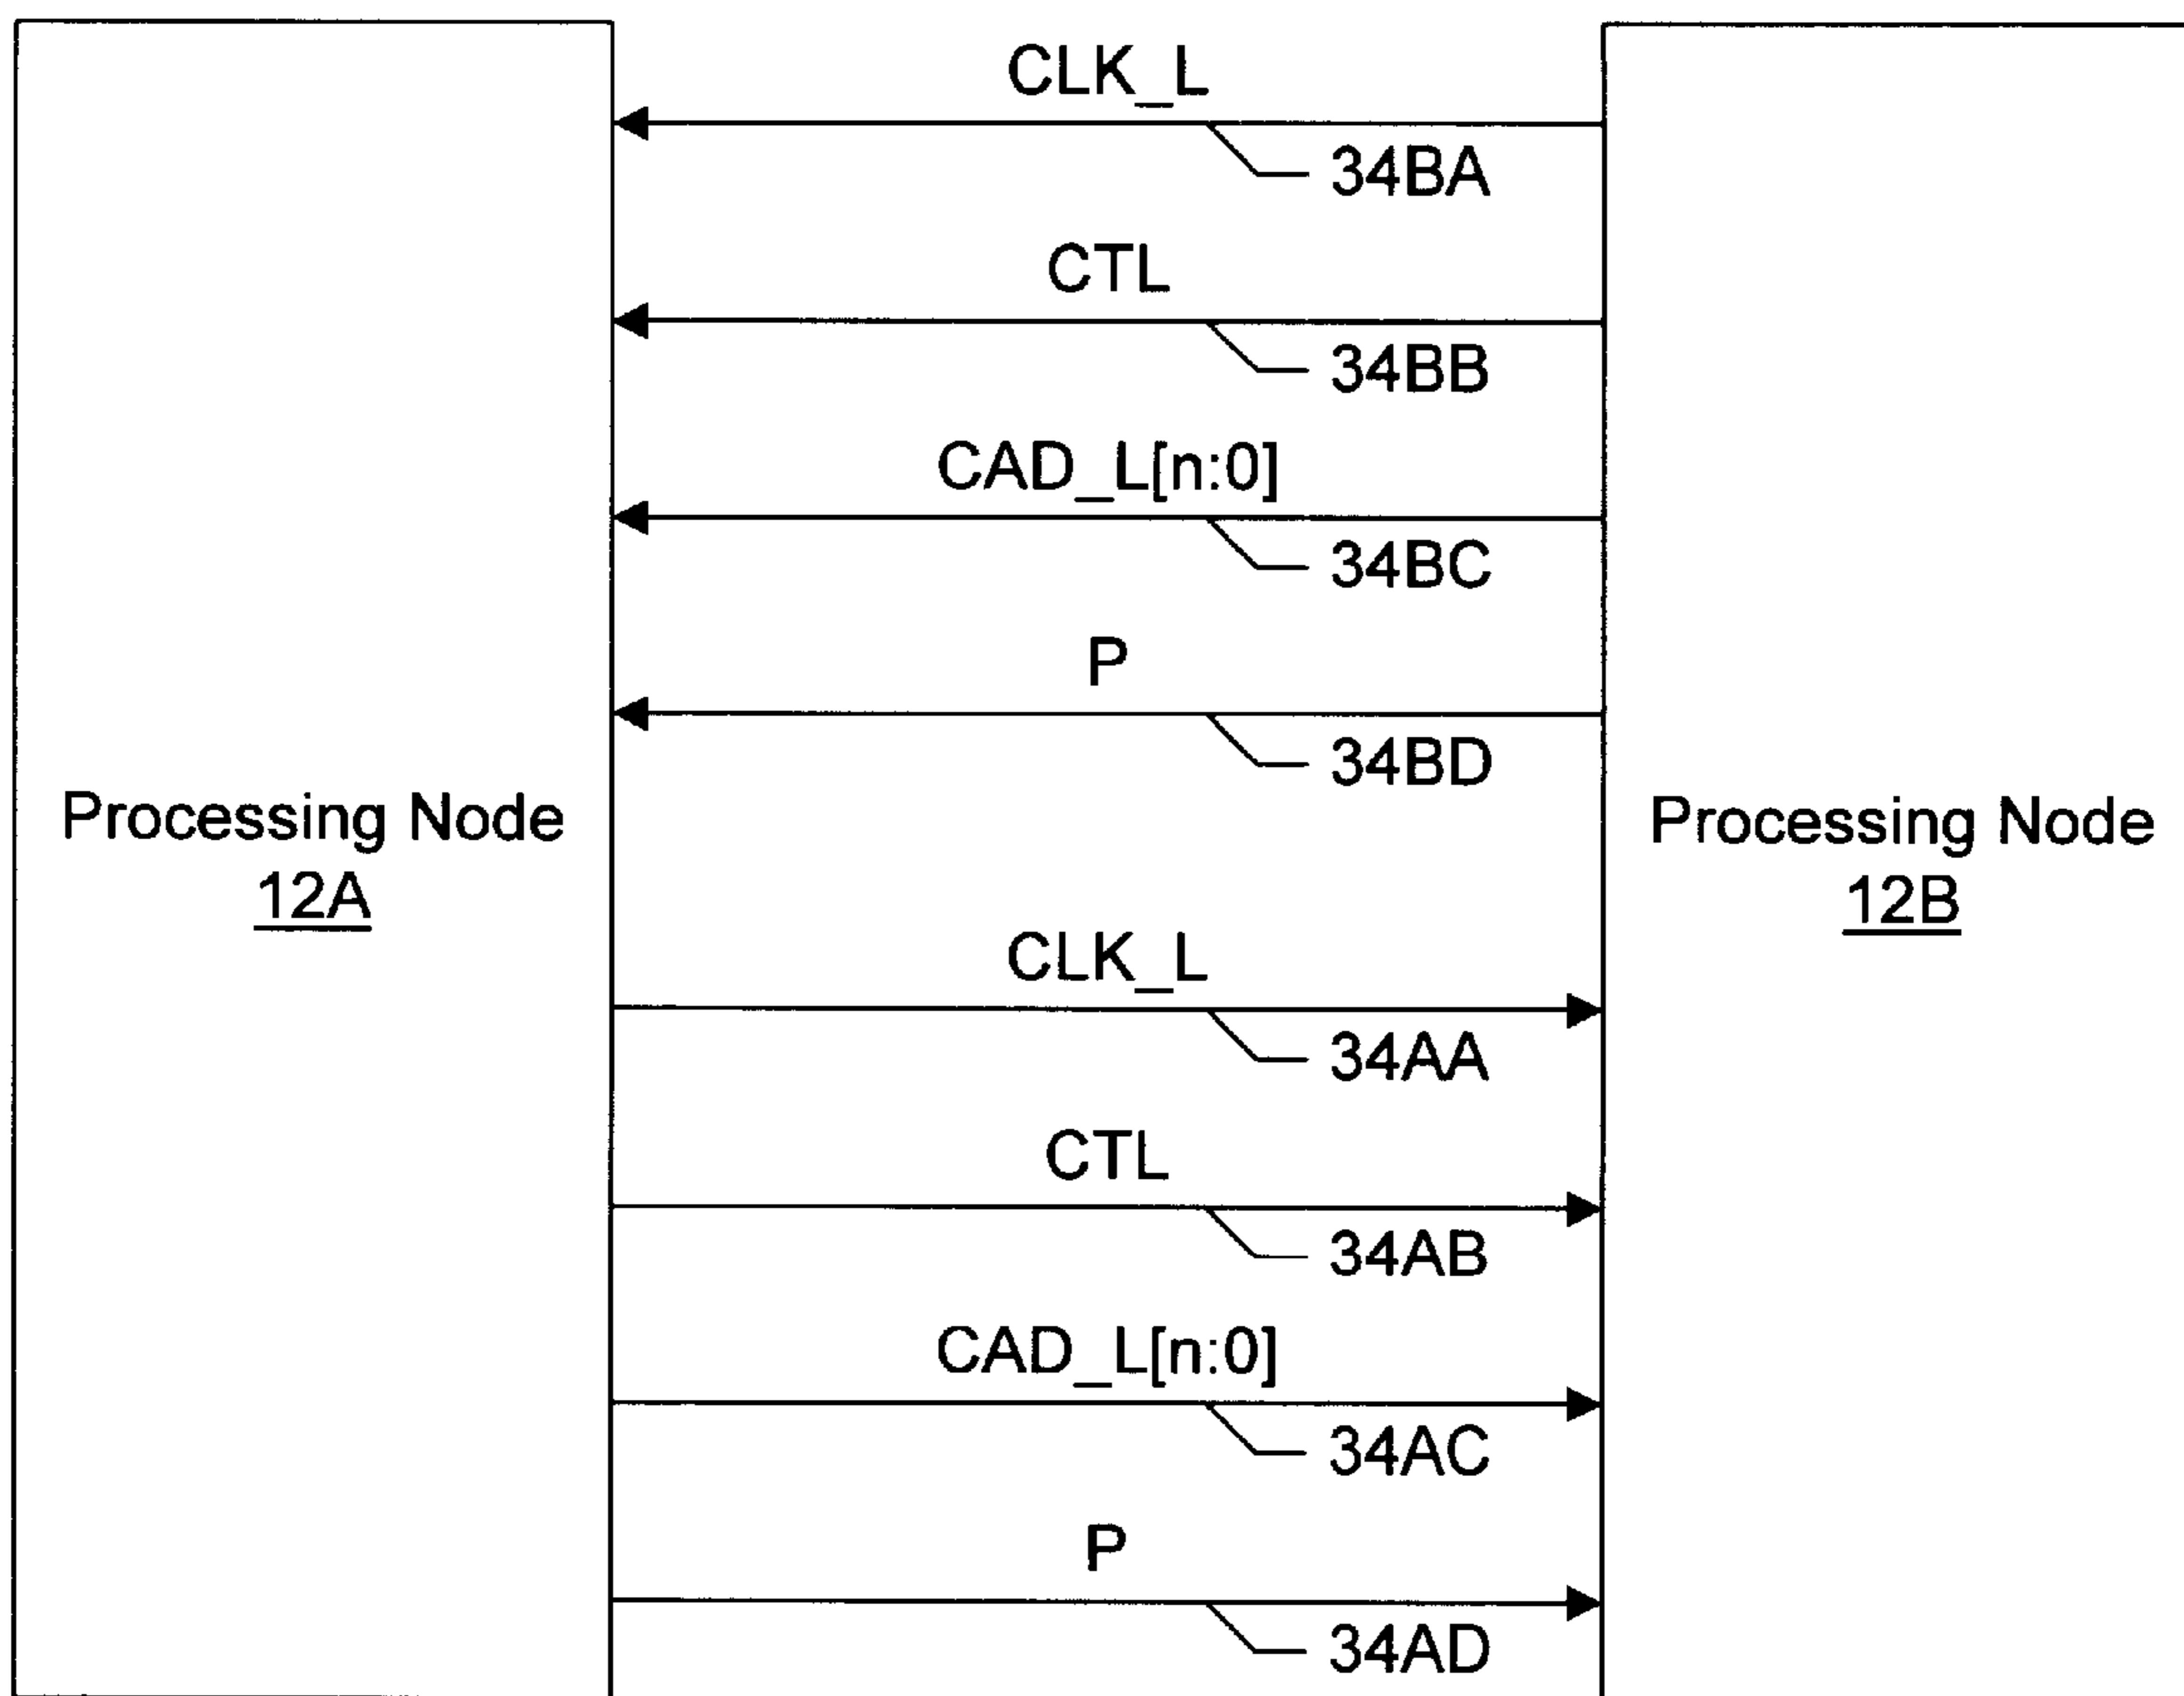 CLK_L
34BA
CTL
34BB
CAD_L[n:0]
34BC
P
34BD
Processing Node
12A
Processing Node
12B
CLK_L
34AA
CTL
34AB
CAD_L[n:0]
34AC
P
34AD